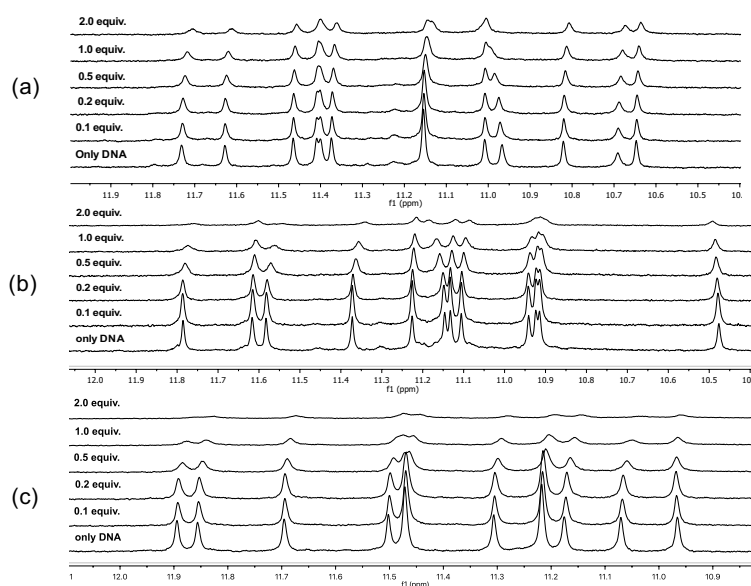 2.0 equiv.
1.0 equiv.
0.5 equiv.
(a)
0.2 equiv.
0.1 equiv.
Only DNA
11.9 11.8 11.7 11.6 11.5 11.4 11.3 11.2 11.1 11.0 10.9 10.8 10.7 10.6 10.5 10.
f1 (ppm)
2.0 equiv.
1.0 equiv.
0.5 equiv.
(b)
0.2 equiv.
0.1 equiv.
only DNA
12.0 11.9 11.8 11.7 11.6 11.5 11.4 11.3 11.2 11.1 11.0 10.9 10.8 10.7 10.6 10.5 10.
f1 (ppm)
2.0 equiv.
1.0 equiv.
0.5 equiv.
(c)
0.2 equiv.
0.1 equiv.
only DNA
1 12.0 11.9 11.8 11.7 11.6 11.5 11.4 11.3 11.2 11.1 11.0 10.9
f1 (ppm)